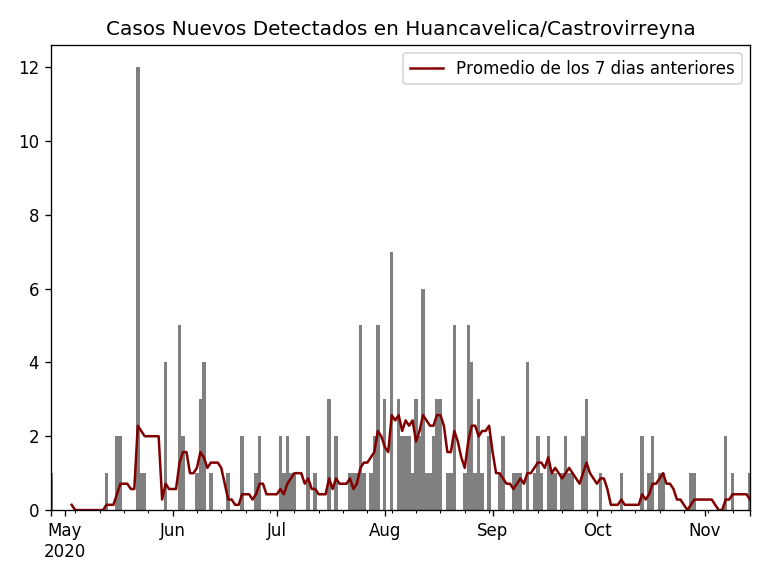 Casos Nuevos Detectados en Huancavelica/Castrovirreyna
Promedio de los 7 dias anteriores
12
10
8
6
4
2
0
May Jun Jul Aug Sep Oct Nov
2020